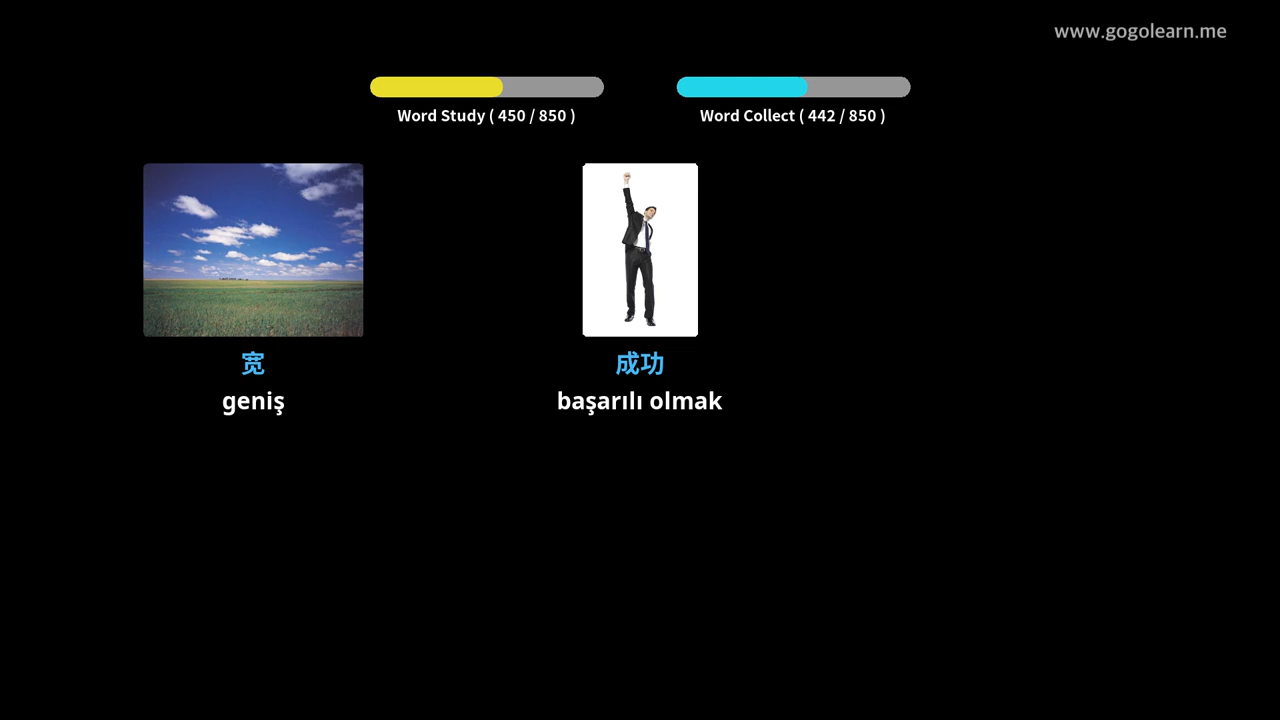 www.gogolearn.me
Word Study ( 450 / 850 )
Word Collect ( 442 / 850 )
宽
geniş
成功
başarılı olmak